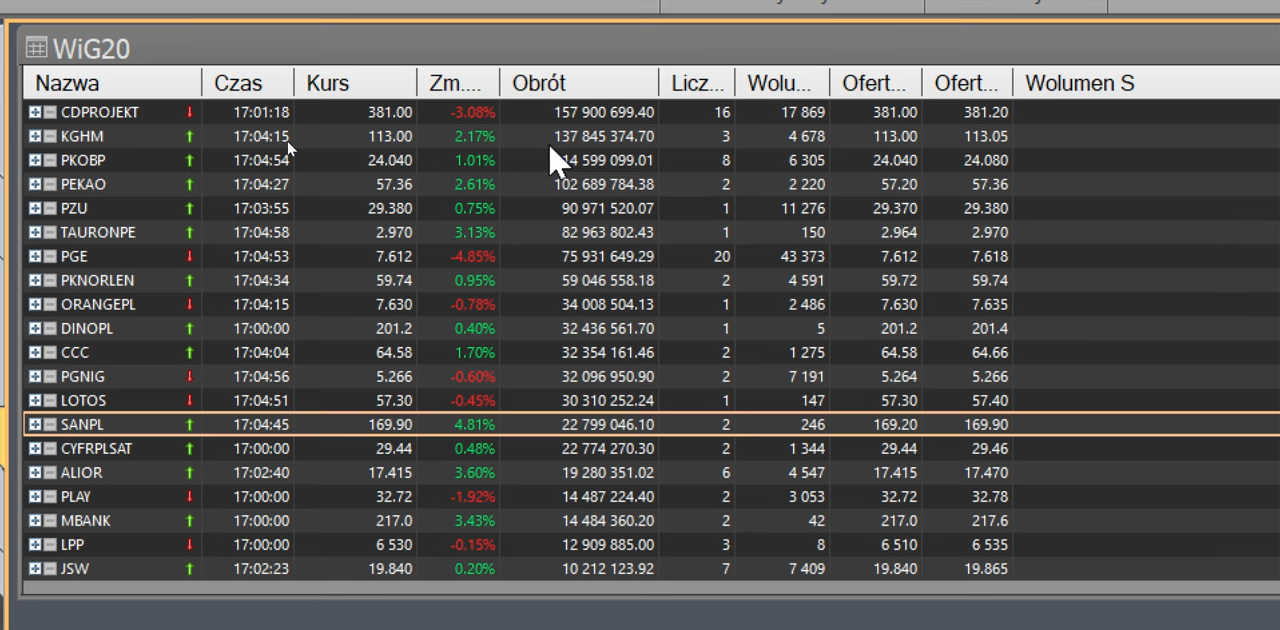 WiG20
Nazwa Czas Kurs Zm.... Obrót Licz... Wolu... Ofert... Ofert... Wolumen S
CDPROJEKT 17:01:18 381.00 -3.08% 157 900 699.40 16 17 869 381.00 381.20
KGHM 17:04:15 113.00 2.17% 137 845 374.70 3 4 678 113.00 113.05
PKOBP 17:04:54 24.040 1.01% 14 599 099.01 8 6 305 24.040 24.080
PEKAO 17:04:27 57.36 2.61% 102 689 784.38 2 2 220 57.20 57.36
PZU 17:03:55 29.380 0.75% 90 971 520.07 1 11 276 29.370 29.380
TAURONPE 17:04:58 2.970 3.13% 82 963 802.43 1 150 2.964 2.970
PGE 17:04:53 7.612 -4.85% 75 931 649.29 20 43 373 7.612 7.618
PKNORLEN 17:04:34 59.74 0.95% 59 046 558.18 2 4 591 59.72 59.74
ORANGEPL 17:04:15 7.630 -0.78% 34 008 504.13 1 2 486 7.630 7.635
DINOPL 17:00:00 201.2 0.40% 32 436 561.70 1 5 201.2 201.4
CCC 17:04:04 64.58 1.70% 32 354 161.46 2 1 275 64.58 64.66
PGNIG 17:04:56 5.266 -0.60% 32 096 950.90 2 7 191 5.264 5.266
LOTOS 17:04:51 57.30 -0.45% 30 310 252.24 1 147 57.30 57.40
SANPL 17:04:45 169.90 4.81% 22 799 046.10 2 246 169.20 169.90
CYFRPLSAT 17:00:00 29.44 0.48% 22 774 270.30 2 1 344 29.44 29.46
ALIOR 17:02:40 17.415 3.60% 19 280 351.02 6 4 547 17.415 17.470
PLAY 17:00:00 32.72 -1.92% 14 487 224.40 2 3 053 32.72 32.78
MBANK 17:00:00 217.0 3.43% 14 484 360.20 2 42 217.0 217.6
LPP 17:00:00 6 530 -0.15% 12 909 885.00 3 8 6 510 6 535
JSW 17:02:23 19.840 0.20% 10 212 123.92 7 7 409 19.840 19.865